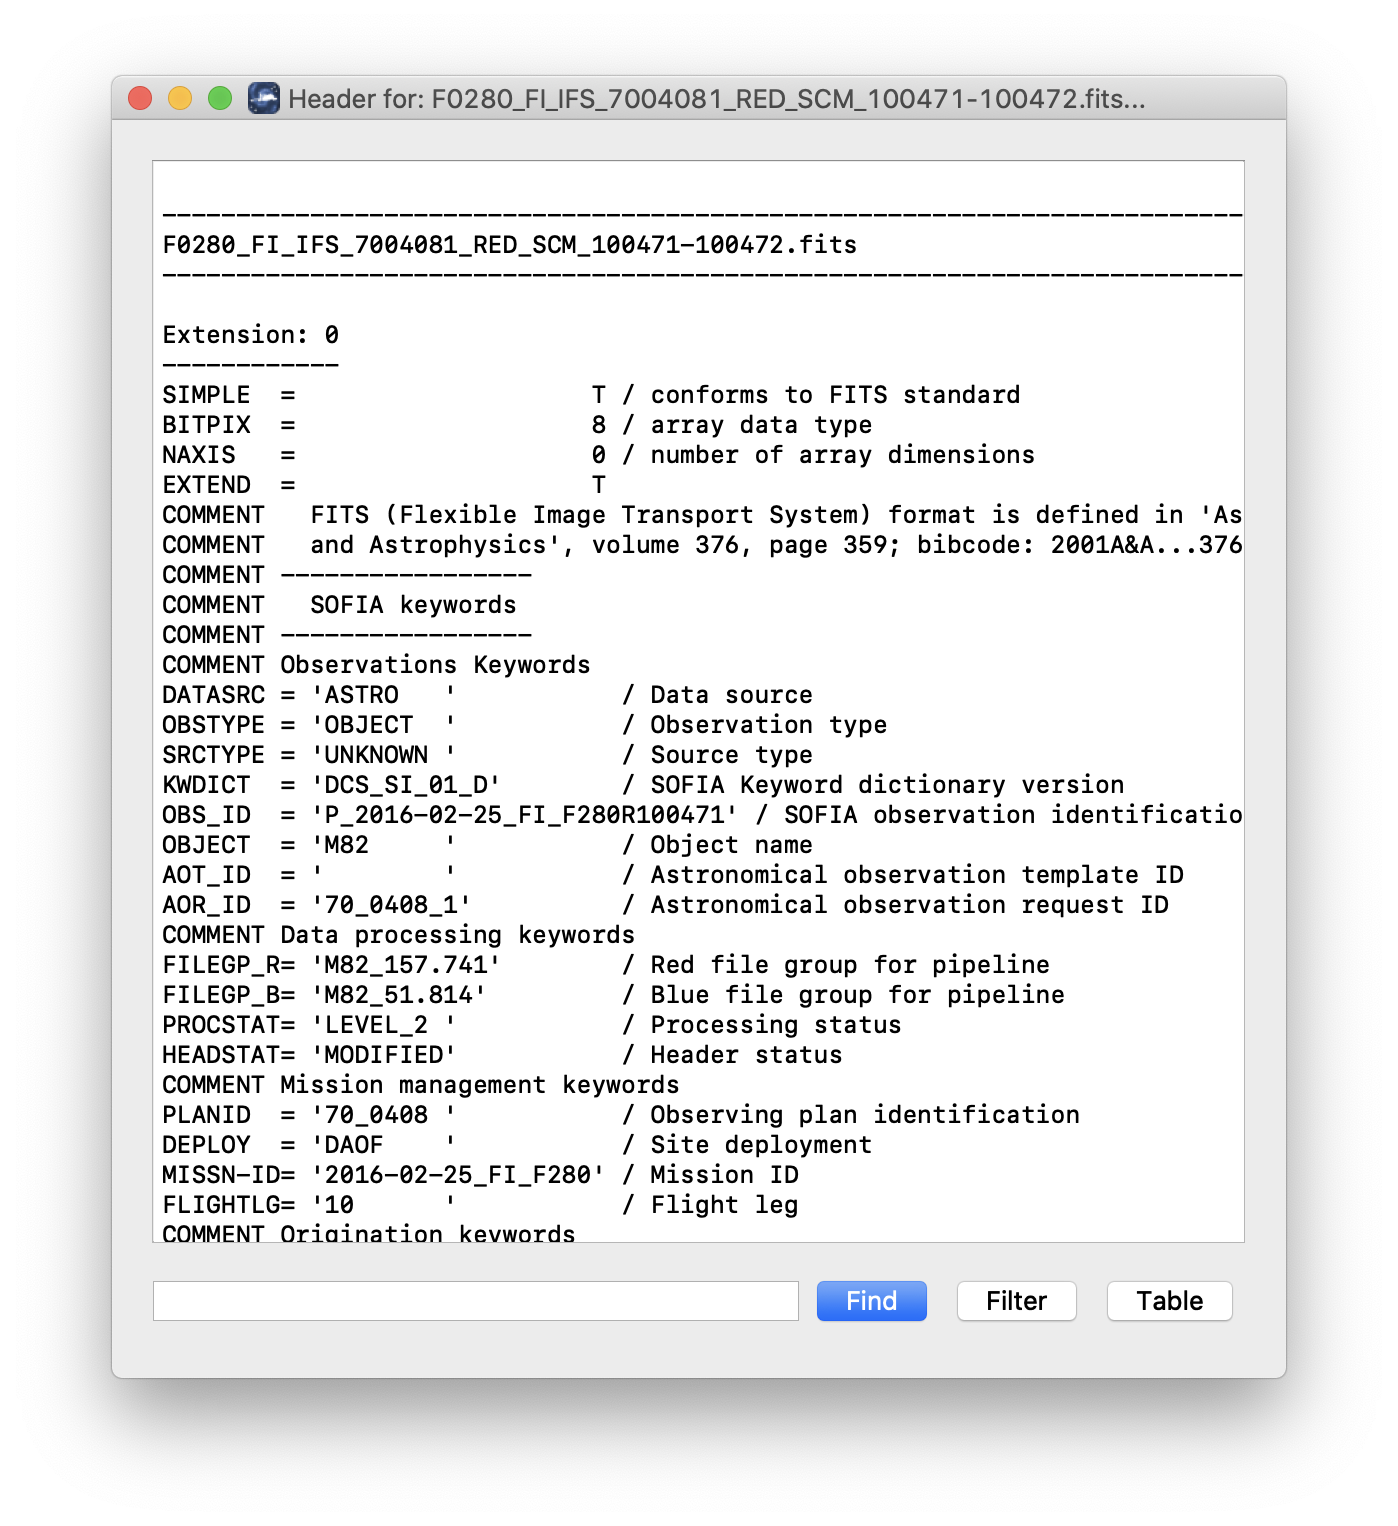 Header for: F0280_FI_IFS_7004081_RED_SCM_100471-100472.fits...
-------------------------------------------------------------------------
F0280_FI_IFS_7004081_RED_SCM_100471-100472.fits
-------------------------------------------------------------------------
Extension: 0
------------
SIMPLE  =                    T / conforms to FITS standard
BITPIX  =                    8 / array data type
NAXIS   =                    0 / number of array dimensions
EXTEND  =                    T
COMMENT   FITS (Flexible Image Transport System) format is defined in 'As
COMMENT   and Astrophysics', volume 376, page 359; bibcode: 2001A&A...376
COMMENT -----------------
COMMENT   SOFIA keywords
COMMENT -----------------
COMMENT Observations Keywords
DATASRC = 'ASTRO   '           / Data source
OBSTYPE = 'OBJECT  '           / Observation type
SRCTYPE = 'UNKNOWN '           / Source type
KWDICT  = 'DCS_SI_01_D'        / SOFIA Keyword dictionary version
OBS_ID  = 'P_2016-02-25_FI_F280R100471' / SOFIA observation identificatio
OBJECT  = 'M82     '           / Object name
AOT_ID  = '        '           / Astronomical observation template ID
AOR_ID  = '70_0408_1'          / Astronomical observation request ID
COMMENT Data processing keywords
FILEGP_R= 'M82_157.741'        / Red file group for pipeline
FILEGP_B= 'M82_51.814'         / Blue file group for pipeline
PROCSTAT= 'LEVEL_2 '           / Processing status
HEADSTAT= 'MODIFIED'           / Header status
COMMENT Mission management keywords
PLANID  = '70_0408 '           / Observing plan identification
DEPLOY  = 'DAOF    '           / Site deployment
MISSN-ID= '2016-02-25_FI_F280' / Mission ID
FLIGHTLG= '10      '           / Flight leg
COMMENT Origination keywords
Find
Filter
Table